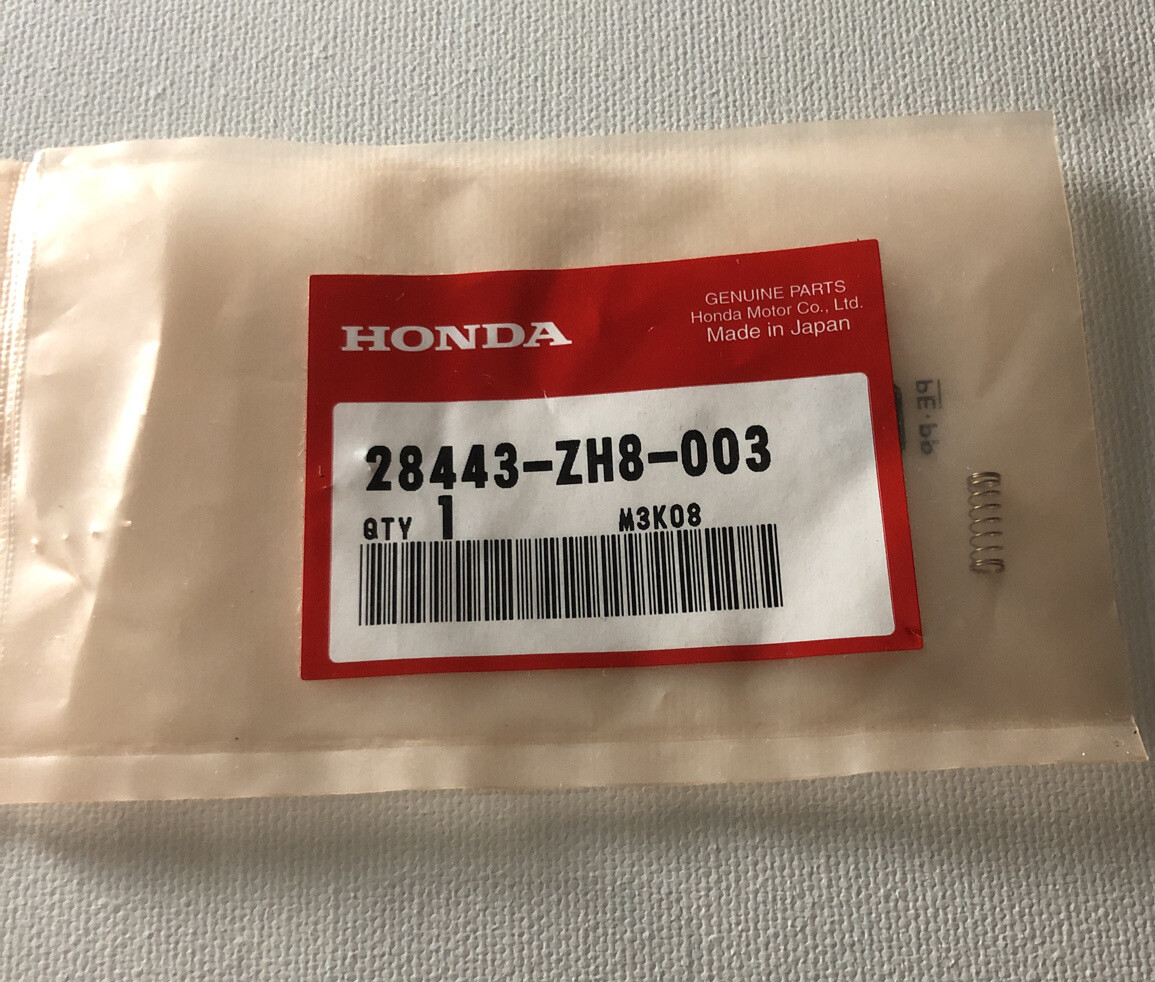 HONDA
GENUINE PARTS
Honda Motor Co., Ltd.
Made in Japan
28443-ZH8-003
QTY 1
M3K08